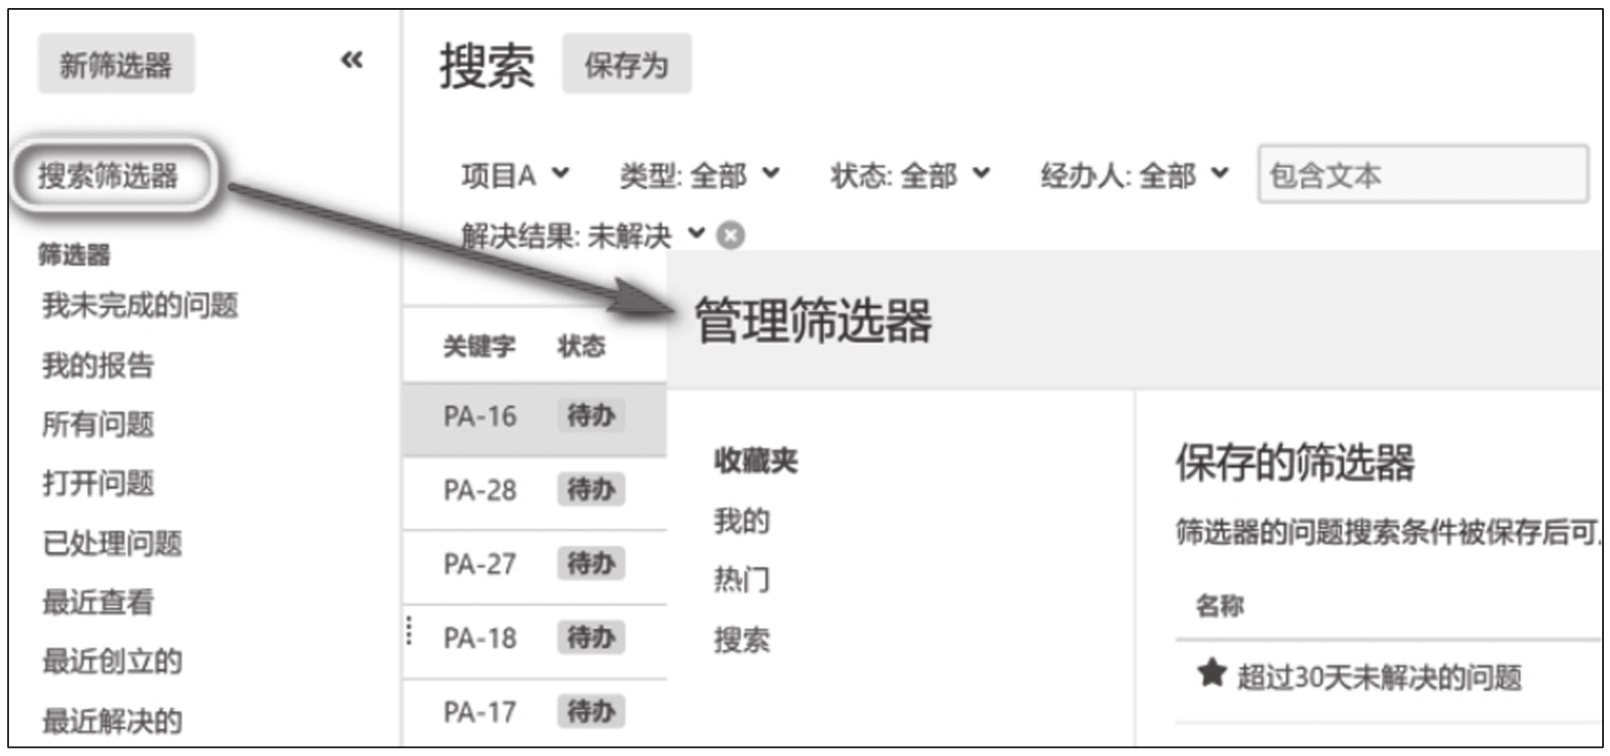 新筛选器
«
搜索筛选器
筛选器
我未完成的问题
我的报告
所有问题
打开问题
已处理问题
最近查看
最近创立的
最近解决的
搜索 保存为
项目A 类型: 全部 状态: 全部 经办人: 全部 包含文本
解决结果: 未解决
关键字 状态
PA-16 待办
PA-28 待办
PA-27 待办
PA-18 待办
PA-17 待办
管理筛选器
收藏夹
我的
热门
搜索
保存的筛选器
筛选器的问题搜索条件被保存后可
名称
超过30天未解决的问题